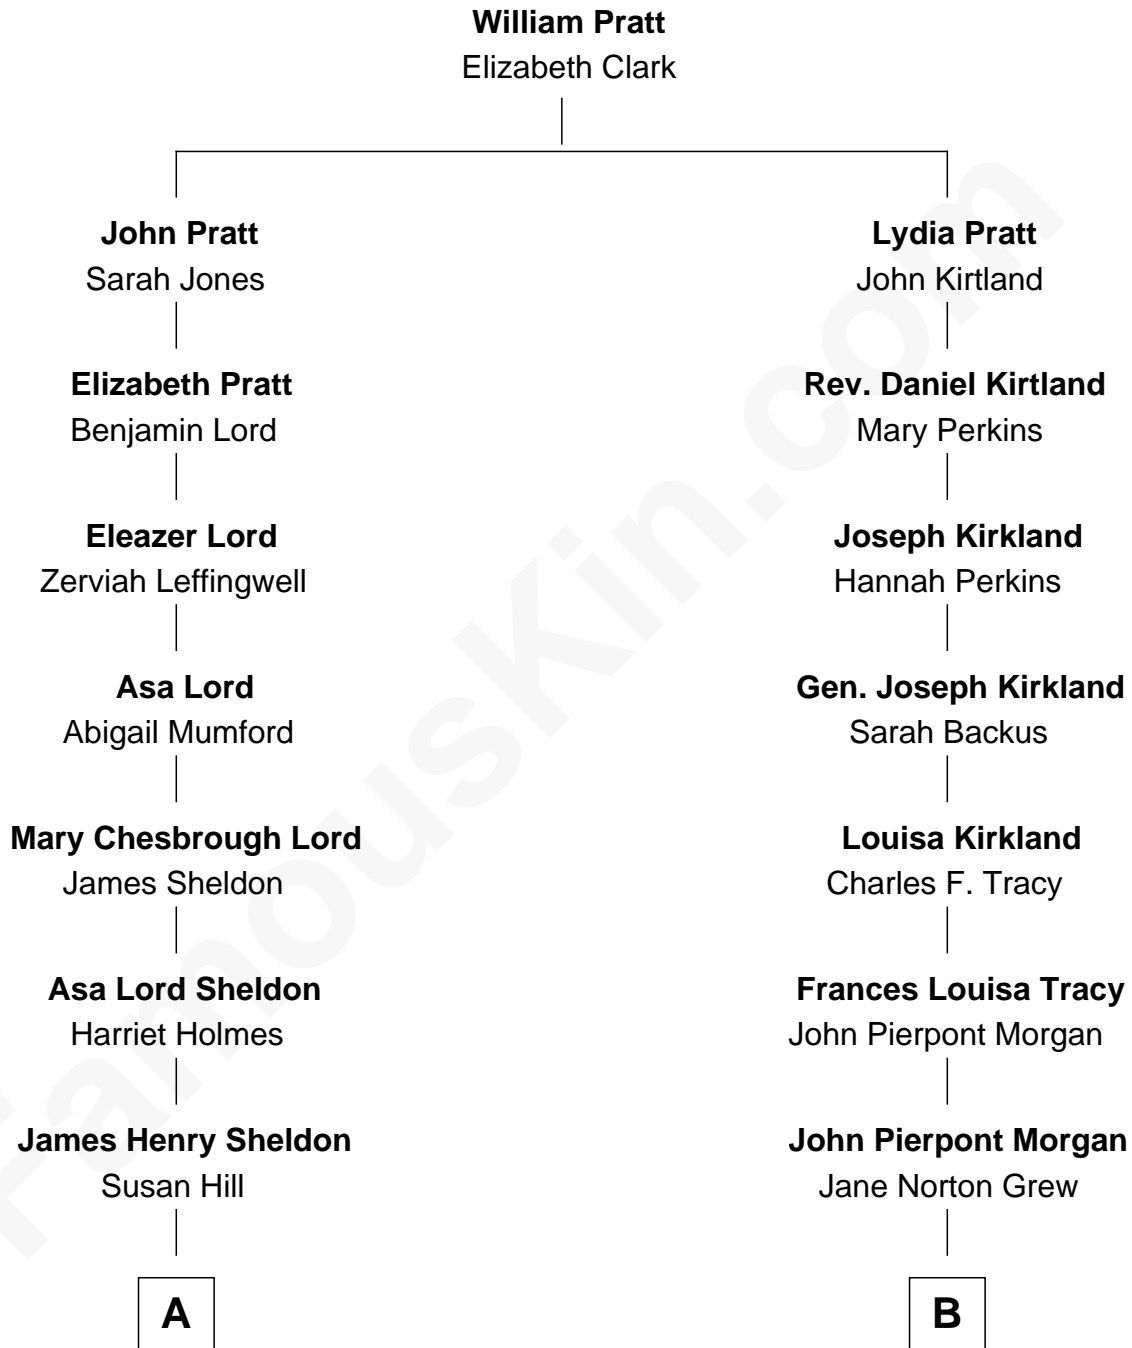 William Pratt
Elizabeth Clark
John Pratt
Sarah Jones
Lydia Pratt
John Kirtland
Elizabeth Pratt
Benjamin Lord
Rev. Daniel Kirtland
Mary Perkins
Eleazer Lord
Zerviah Leffingwell
Joseph Kirkland
Hannah Perkins
Asa Lord
Abigail Mumford
Gen. Joseph Kirkland
Sarah Backus
Mary Chesbrough Lord
James Sheldon
Louisa Kirkland
Charles F. Tracy
Asa Lord Sheldon
Harriet Holmes
Frances Louisa Tracy
John Pierpont Morgan
James Henry Sheldon
Susan Hill
John Pierpont Morgan
Jane Norton Grew
A
B
FamousKin.com